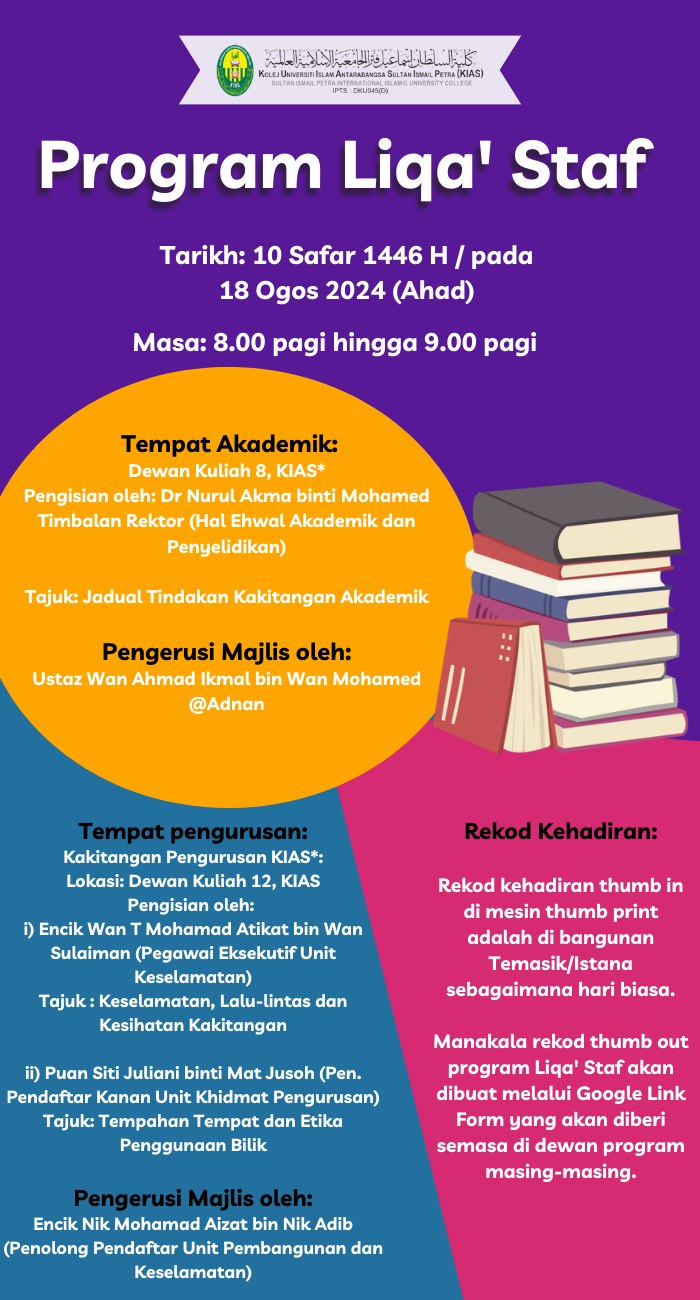 كلية السلطان إسماعيل فترا الجامعية الإسلامية العالمية
KOLEJ UNIVERSITI ISLAM ANTARABANGSA SULTAN ISMAIL PETRA (KIAS)
SULTAN ISMAIL PETRA INTERNATIONAL ISLAMIC UNIVERSITY COLLEGE
IPTS : DKU045(D)
Program Liqa' Staf
Tarikh: 10 Safar 1446 H / pada
18 Ogos 2024 (Ahad)
Masa: 8.00 pagi hingga 9.00 pagi
Tempat Akademik:
Dewan Kuliah 8, KIAS*
Pengisian oleh: Dr Nurul Akma binti Mohamed
Timbalan Rektor (Hal Ehwal Akademik dan
Penyelidikan)
Tajuk: Jadual Tindakan Kakitangan Akademik
Pengerusi Majlis oleh:
Ustaz Wan Ahmad Ikmal bin Wan Mohamed
@Adnan
Tempat pengurusan:
Kakitangan Pengurusan KIAS*:
Lokasi: Dewan Kuliah 12, KIAS
Pengisian oleh:
i) Encik Wan T Mohamad Atikat bin Wan
Sulaiman (Pegawai Eksekutif Unit
Keselamatan)
Tajuk : Keselamatan, Lalu-lintas dan
Kesihatan Kakitangan
ii) Puan Siti Juliani binti Mat Jusoh (Pen.
Pendaftar Kanan Unit Khidmat Pengurusan)
Tajuk: Tempahan Tempat dan Etika
Penggunaan Bilik
Pengerusi Majlis oleh:
Encik Nik Mohamad Aizat bin Nik Adib
(Penolong Pendaftar Unit Pembangunan dan
Keselamatan)
Rekod Kehadiran:
Rekod kehadiran thumb in
di mesin thumb print
adalah di bangunan
Temasik/Istana
sebagaimana hari biasa.
Manakala rekod thumb out
program Liqa' Staf akan
dibuat melalui Google Link
Form yang akan diberi
semasa di dewan program
masing-masing.